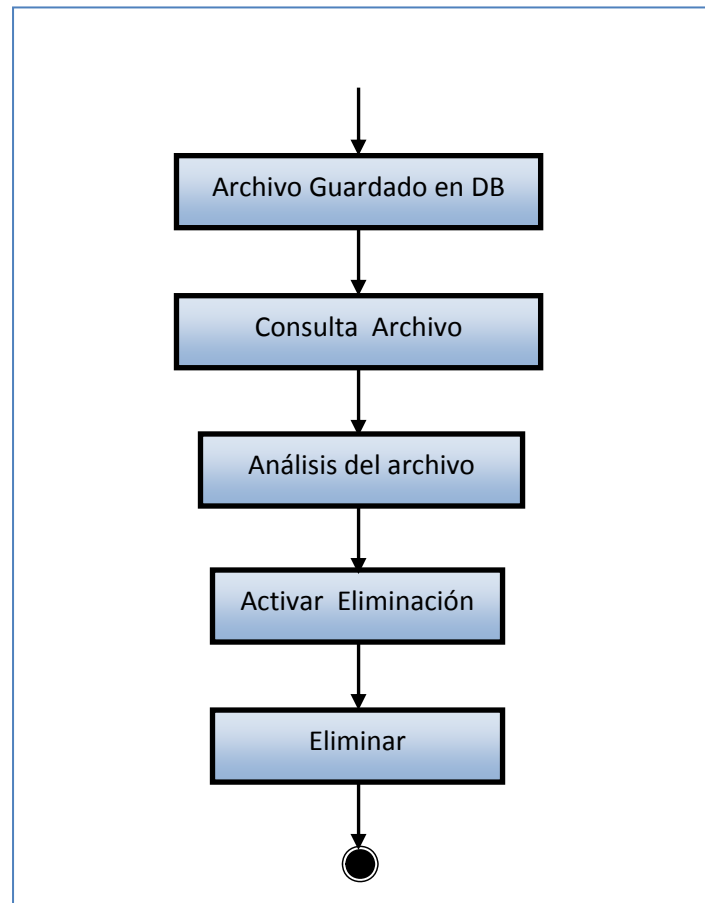 Archivo Guardado en DB
Consulta Archivo
Análisis del archivo
Activar Eliminación
Eliminar